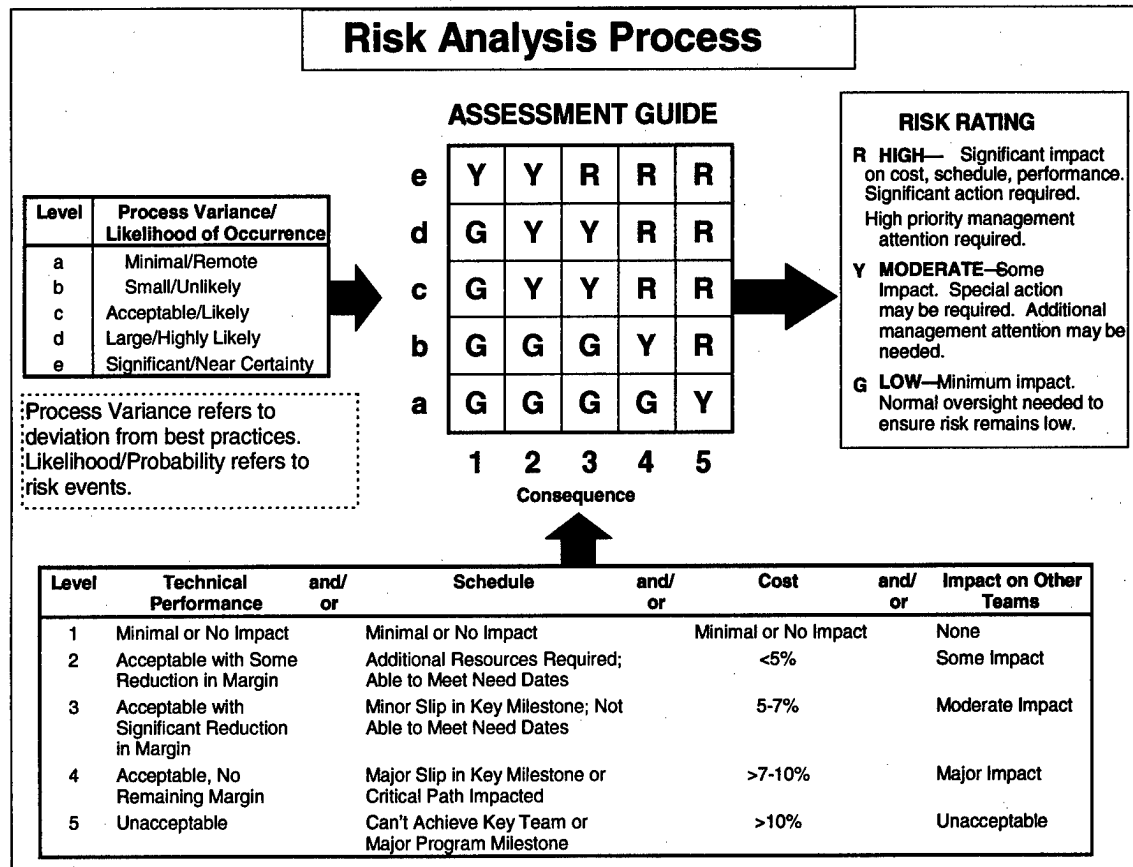 Risk Analysis Process
ASSESSMENT GUIDE
e Y Y R R R
d G Y Y R R
c G Y Y R R
b G G G Y R
a G G G G Y
1 2 3 4 5
Consequence
Level Process Variance/
Likelihood of Occurrence
a Minimal/Remote
b Small/Unlikely
c Acceptable/Likely
d Large/Highly Likely
e Significant/Near Certainty
Process Variance refers to
deviation from best practices.
Likelihood/Probability refers to
risk events.
RISK RATING
R HIGH— Significant impact
on cost, schedule, performance.
Significant action required.
High priority management
attention required.
Y MODERATE—Some
Impact. Special action
may be required. Additional
management attention may be
needed.
G LOW—Minimum impact.
Normal oversight needed to
ensure risk remains low.
Level Technical and/ Schedule and/ Cost and/ Impact on Other
Performance or or or Teams
1 Minimal or No Impact Minimal or No Impact Minimal or No Impact None
2 Acceptable with Some Additional Resources Required; <5% Some Impact
Reduction in Margin Able to Meet Need Dates
3 Acceptable with Minor Slip in Key Milestone; Not 5-7% Moderate Impact
Significant Reduction Able to Meet Need Dates
in Margin
4 Acceptable, No Major Slip in Key Milestone or >7-10% Major Impact
Remaining Margin Critical Path Impacted
5 Unacceptable Can't Achieve Key Team or >10% Unacceptable
Major Program Milestone